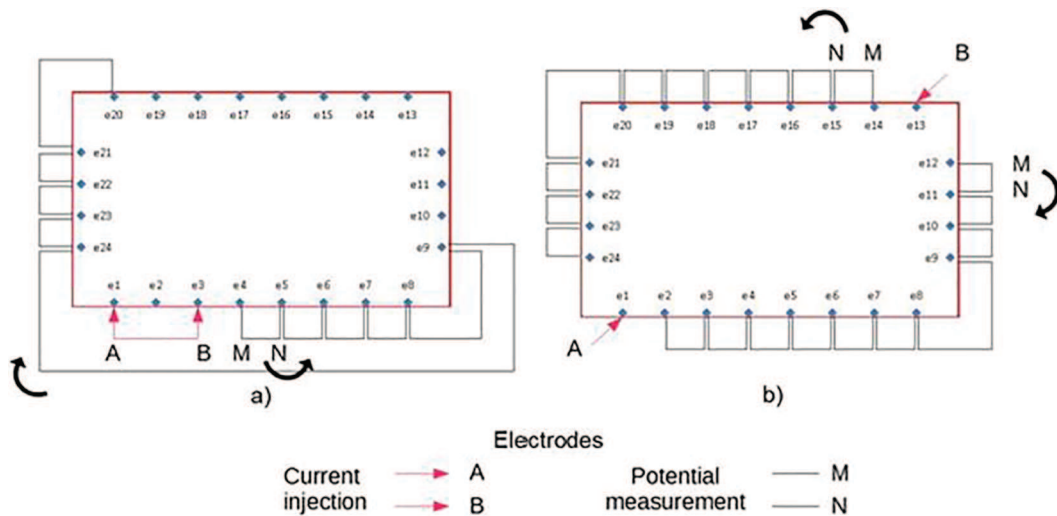 e20 e19 e18 e17 e16 e15 e14 e13
e21 e12
e22 e11
e23 e10
e24 e9
e1 e2 e3 e4 e5 e6 e7 e8
A B M N
a)
N M B
e20 e19 e18 e17 e16 e15 e14 e13
e21 e12 M
e22 e11 N
e23 e10
e24 e9
e1 e2 e3 e4 e5 e6 e7 e8
A
b)
Electrodes
Current injection
A
B
Potential measurement
M
N